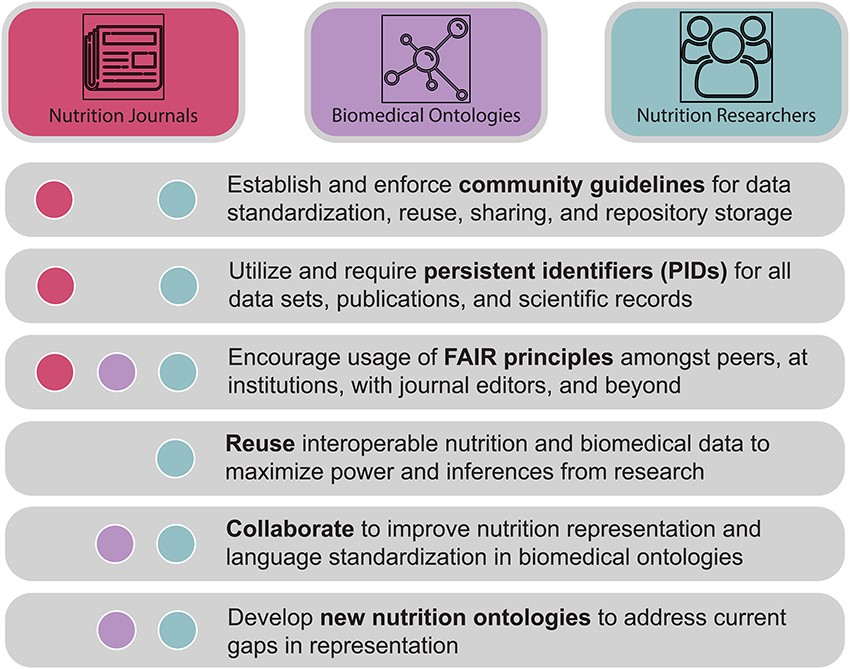 Nutrition Journals
Biomedical Ontologies
Nutrition Researchers
Establish and enforce community guidelines for data
standardization, reuse, sharing, and repository storage
Utilize and require persistent identifiers (PIDs) for all
data sets, publications, and scientific records
Encourage usage of FAIR principles amongst peers, at
institutions, with journal editors, and beyond
Reuse interoperable nutrition and biomedical data to
maximize power and inferences from research
Collaborate to improve nutrition representation and
language standardization in biomedical ontologies
Develop new nutrition ontologies to address current
gaps in representation